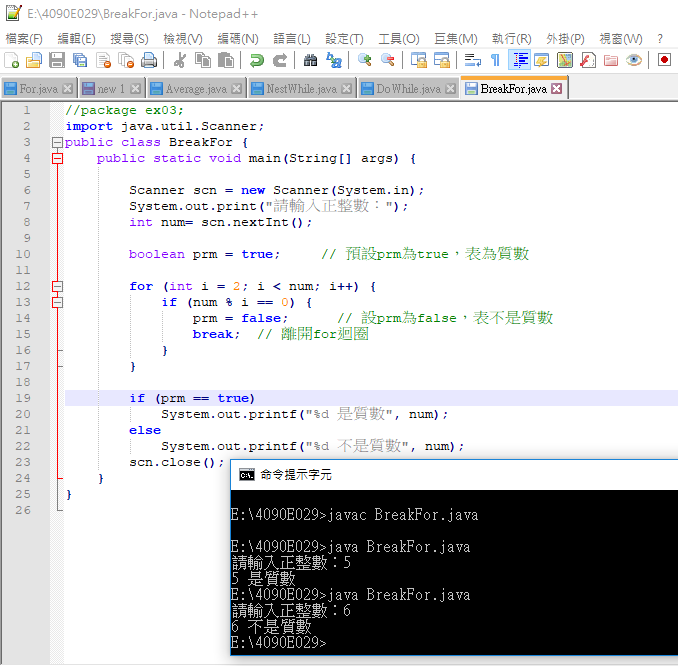 E:\4090E029\BreakFor.java - Notepad++
檔案(F) 編輯(E) 搜尋(S) 檢視(V) 編碼(N) 語言(L) 設定(T) 工具(O) 巨集(M) 執行(R) 外掛(P) 視窗(W) ?
For.java new 1 Average.java NestWhile.java DoWhile.java BreakFor.java
1 //package ex03;
2 import java.util.Scanner;
3 public class BreakFor {
4 public static void main(String[] args) {
5
6 Scanner scn = new Scanner(System.in);
7 System.out.print("請輸入正整數：");
8 int num= scn.nextInt();
9
10 boolean prm = true; // 預設prm為true，表為質數
11
12 for (int i = 2; i < num; i++) {
13 if (num % i == 0) {
14 prm = false; // 設prm為false，表不是質數
15 break; // 離開for迴圈
16 }
17 }
18
19 if (prm == true)
20 System.out.printf("%d 是質數", num);
21 else
22 System.out.printf("%d 不是質數", num);
23 scn.close();
24 }
25 }
26
命令提示字元
E:\4090E029>javac BreakFor.java
E:\4090E029>java BreakFor.java
請輸入正整數：5
5 是質數
E:\4090E029>java BreakFor.java
請輸入正整數：6
6 不是質數
E:\4090E029>